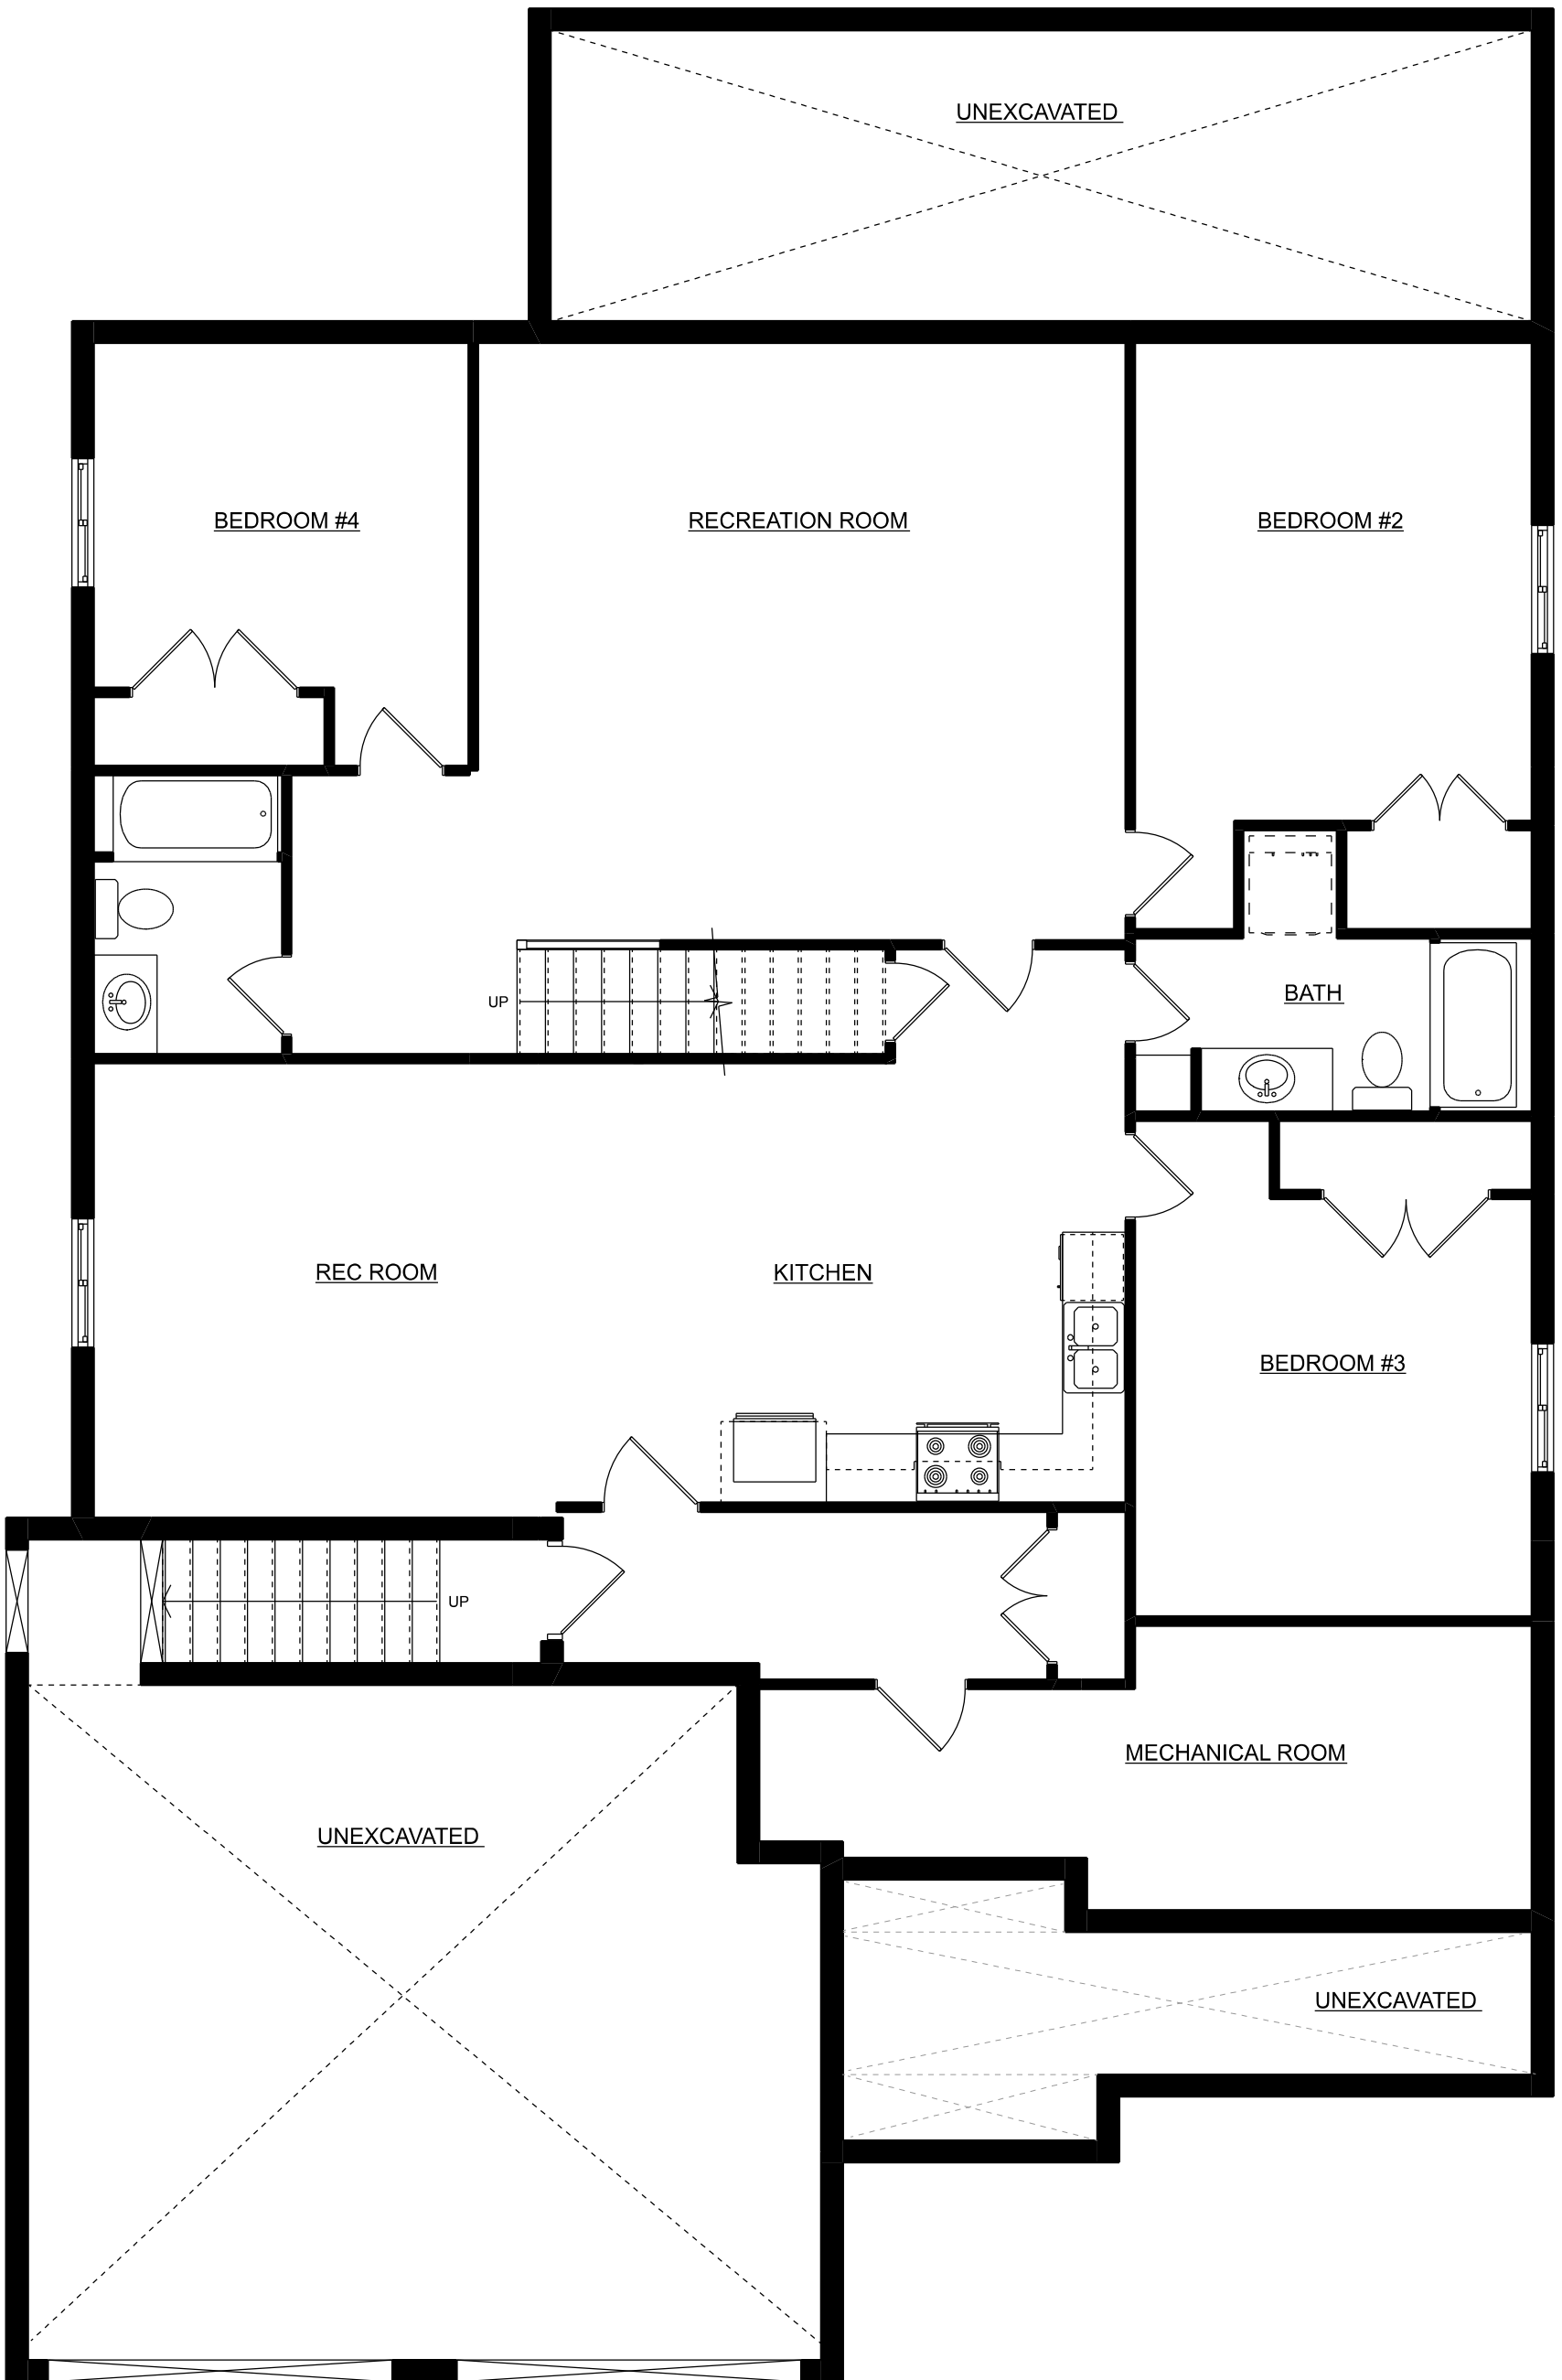 UNEXCAVATED
BEDROOM #4
RECREATION ROOM
BEDROOM #2
UP
BATH
REC ROOM
KITCHEN
BEDROOM #3
UP
MECHANICAL ROOM
UNEXCAVATED
UNEXCAVATED